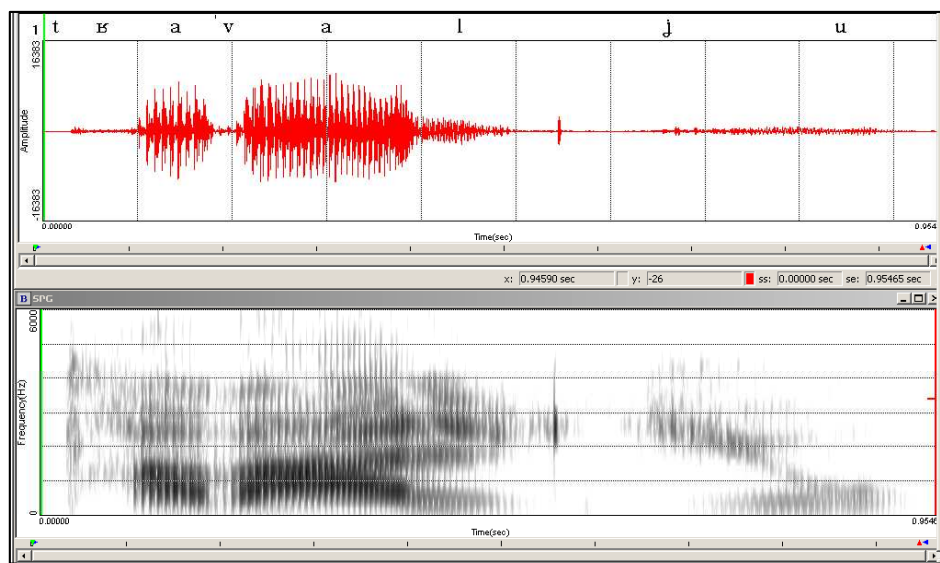 1 t ʀ a ˈv a l ʝ u
16383
Amplitude
-16383
0.00000
0.954
Time(sec)
x: 0.94590 sec y: -26 ss: 0.00000 sec se: 0.95465 sec
B SPG
6000
Frequency(Hz)
0
0.00000
0.9546
Time(sec)